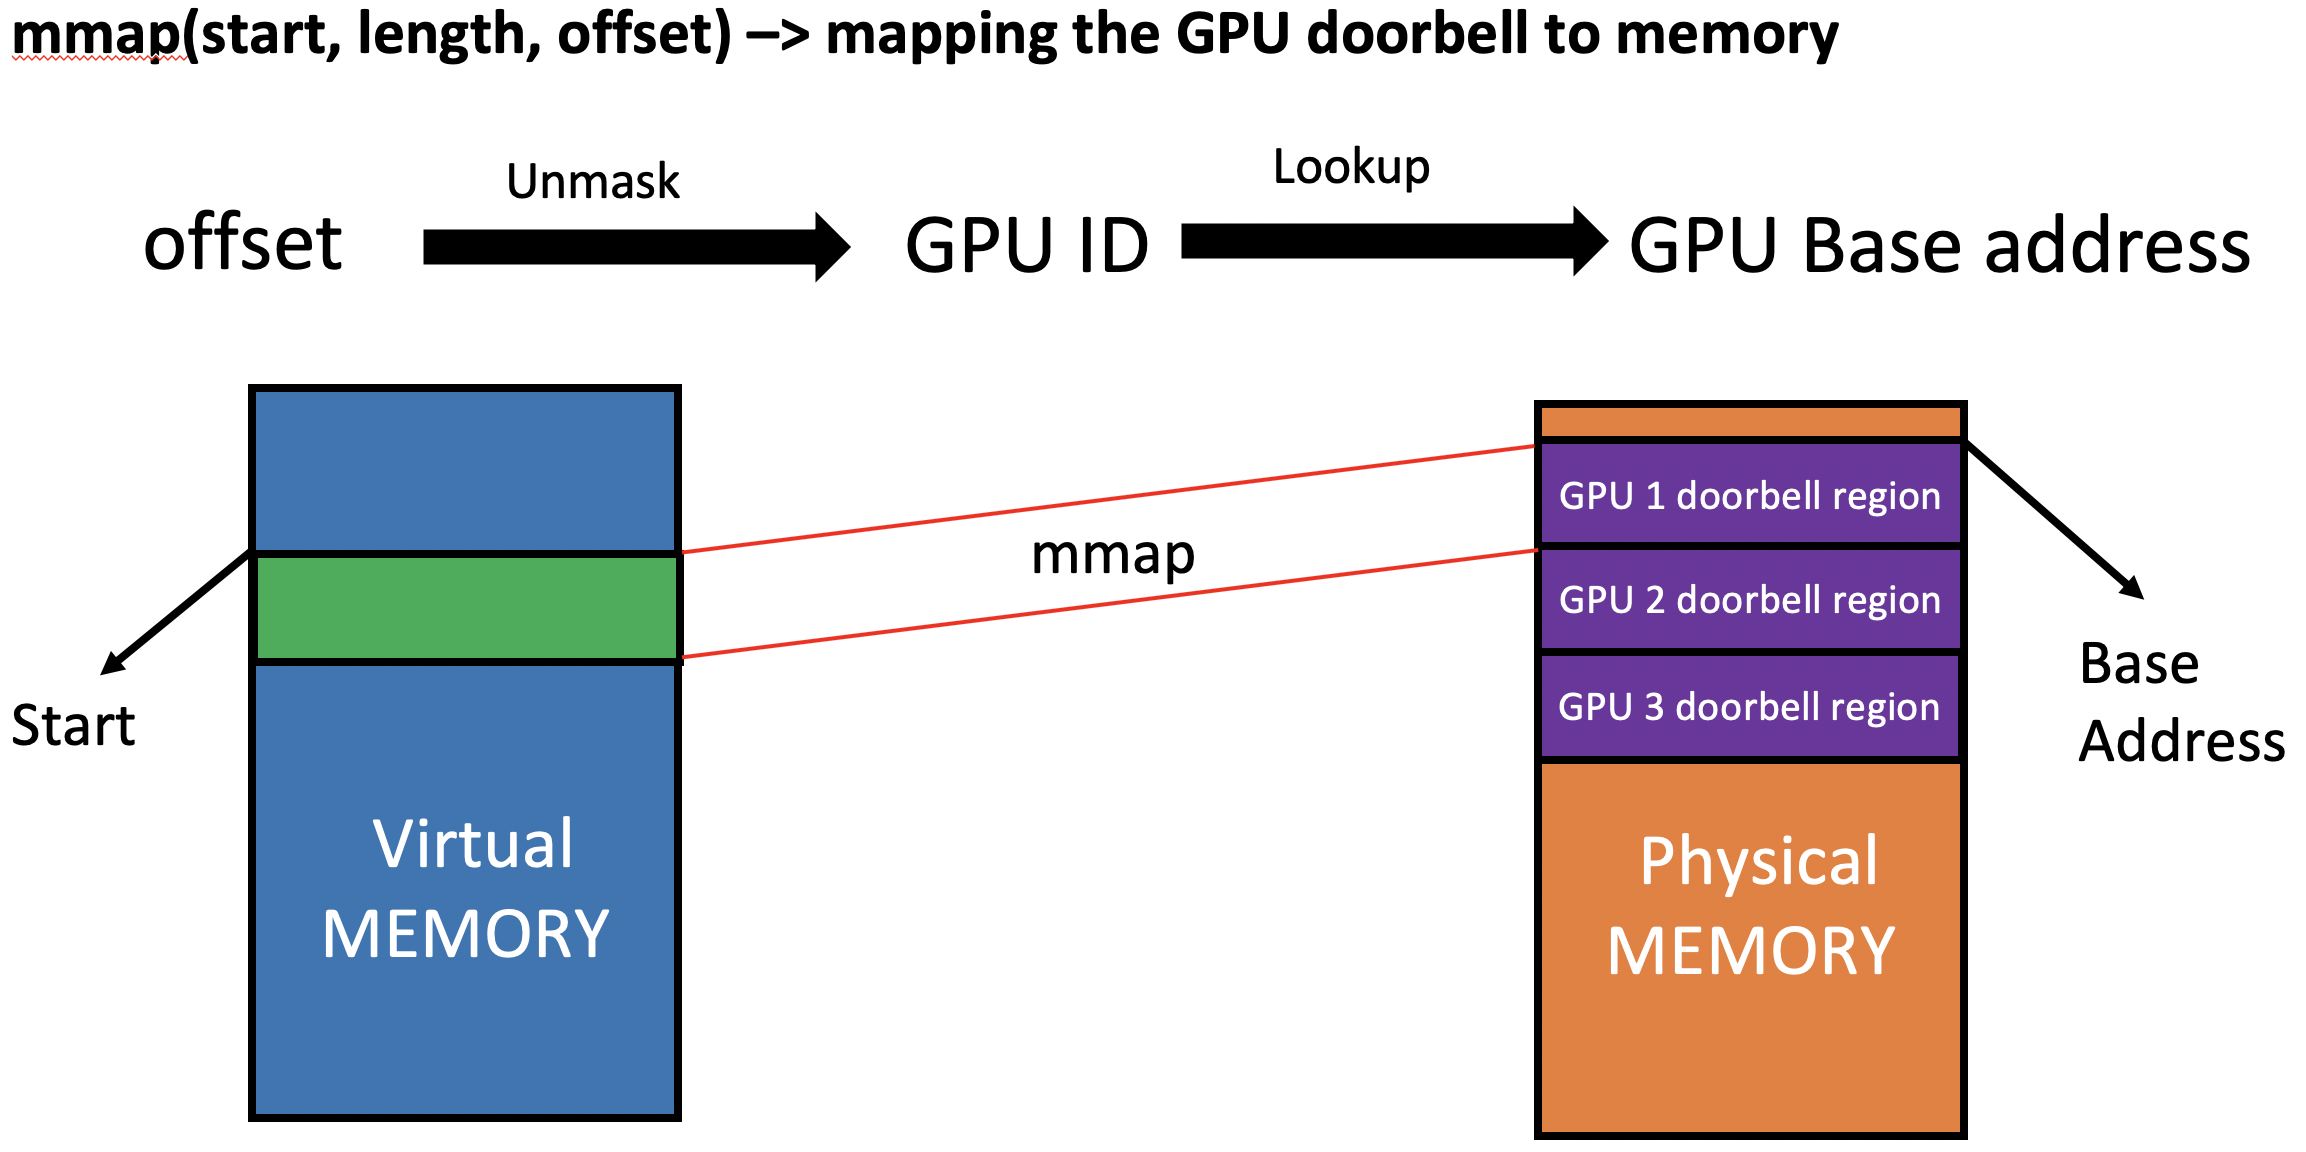 mmap(start, length, offset) –> mapping the GPU doorbell to memory
Unmask
Lookup
offset
GPU ID
GPU Base address
GPU 1 doorbell region
mmap
GPU 2 doorbell region
GPU 3 doorbell region
Start
Base
Address
Virtual
MEMORY
Physical
MEMORY